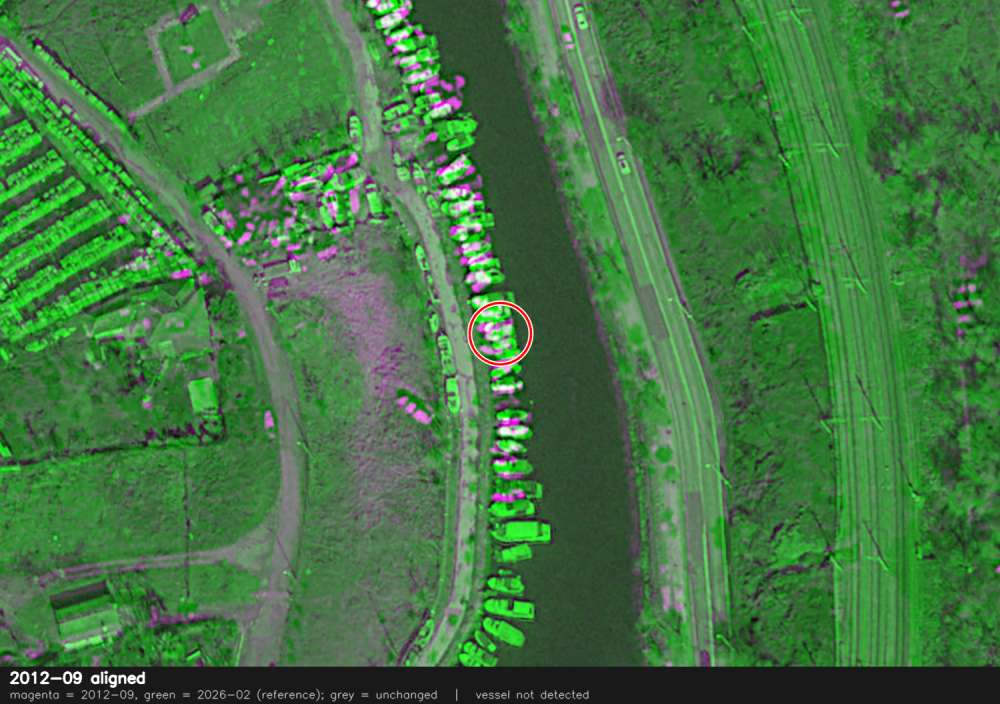 2012-09 aligned
magenta = 2012-09, green = 2026-02 (reference); grey = unchanged | vessel not detected